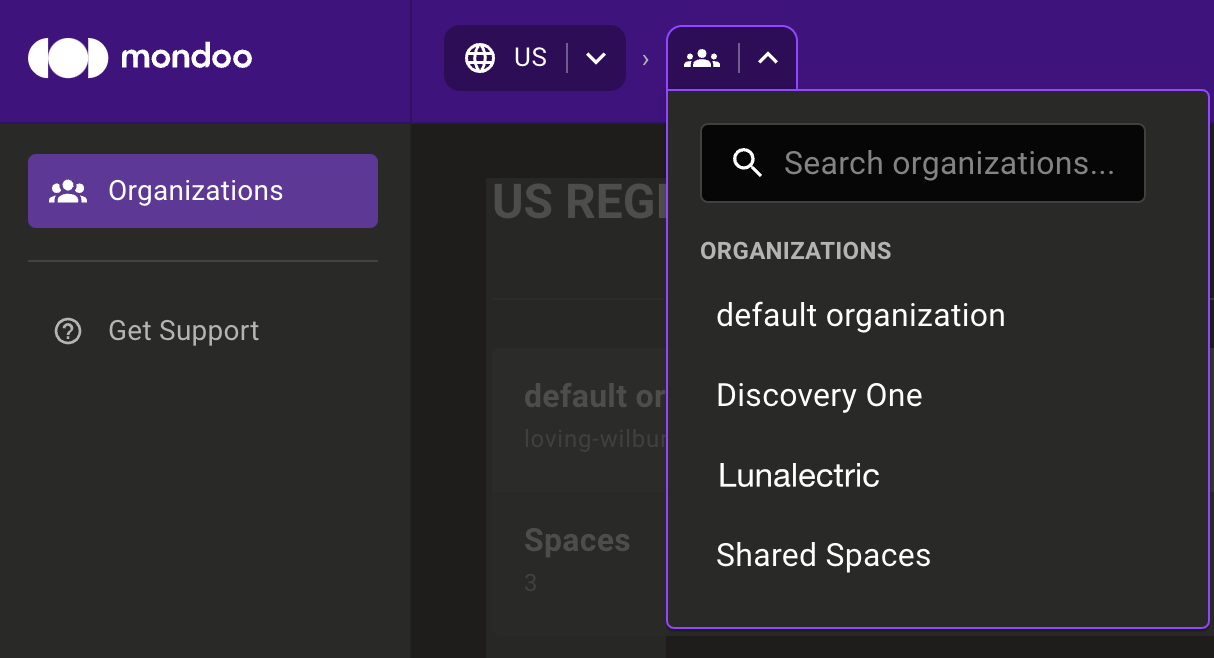 mondoo
US
Organizations
Get Support
US REGI
default or
loving-wilbur
Spaces
3
Search organizations...
ORGANIZATIONS
default organization
Discovery One
Lunalectric
Shared Spaces